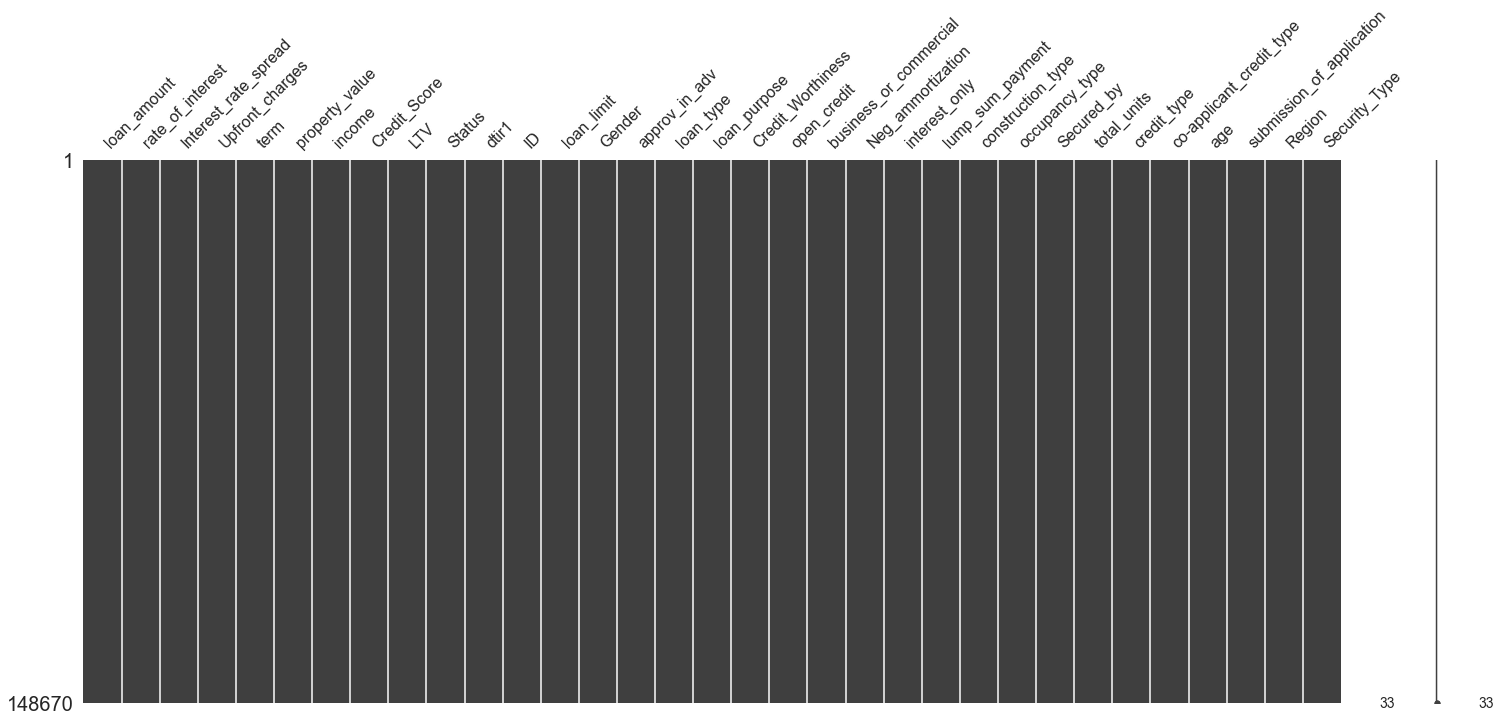 loan_amount
rate_of_interest
Interest_rate_spread
Upfront_charges
term
property_value
income
Credit_Score
LTV
Status
dtir1
ID
loan_limit
Gender
approv_in_adv
loan_type
loan_purpose
Credit_Worthiness
open_credit
business_or_commercial
Neg_ammortization
interest_only
lump_sum_payment
construction_type
occupancy_type
Secured_by
total_units
credit_type
co-applicant_credit_type
age
submission_of_application
Region
Security_Type
1
148670
33
33